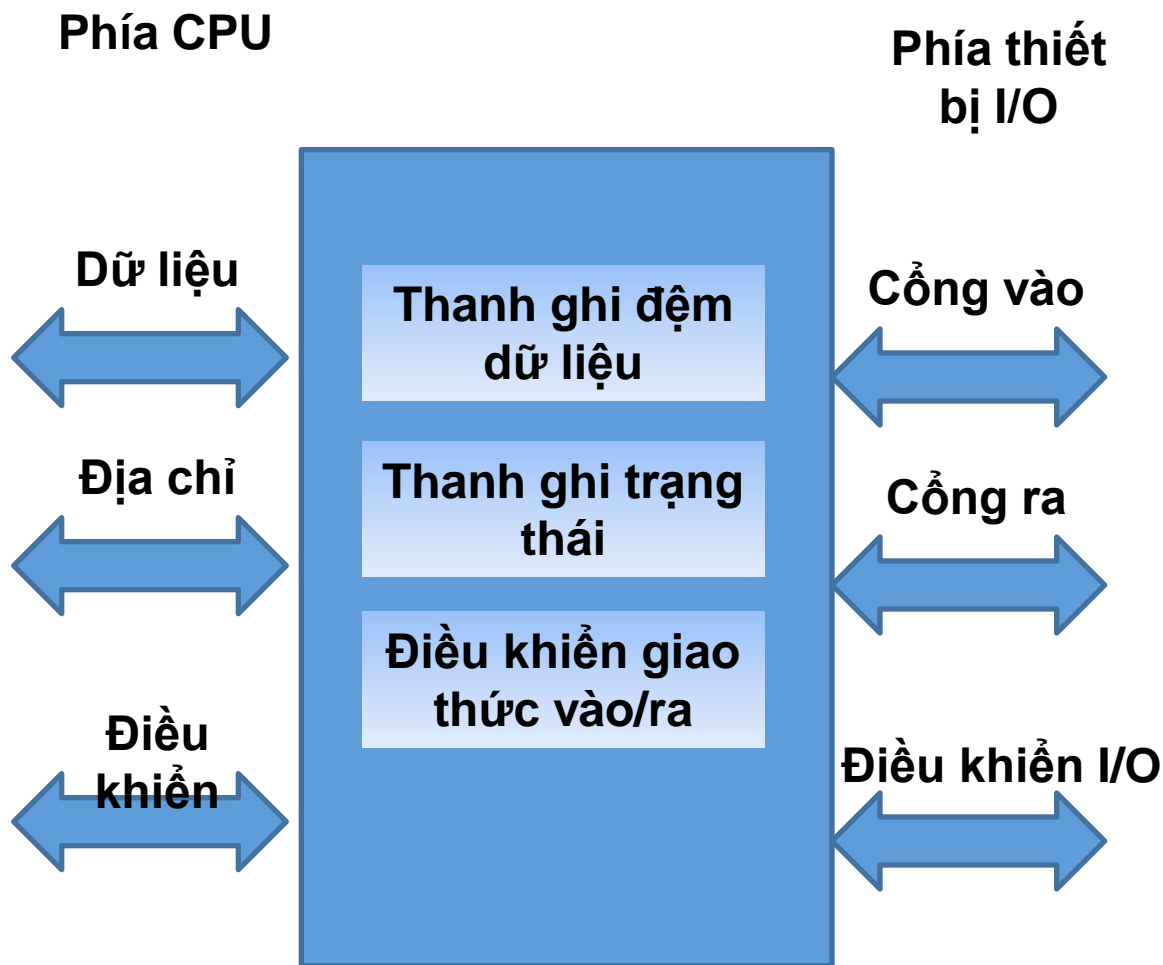 Phía CPU
Phía thiết
bị I/O
Dữ liệu
Thanh ghi đệm
dữ liệu
Cổng vào
Địa chỉ
Thanh ghi trạng
thái
Cổng ra
Điều khiển giao
thức vào/ra
Điều
khiển
Điều khiển I/O